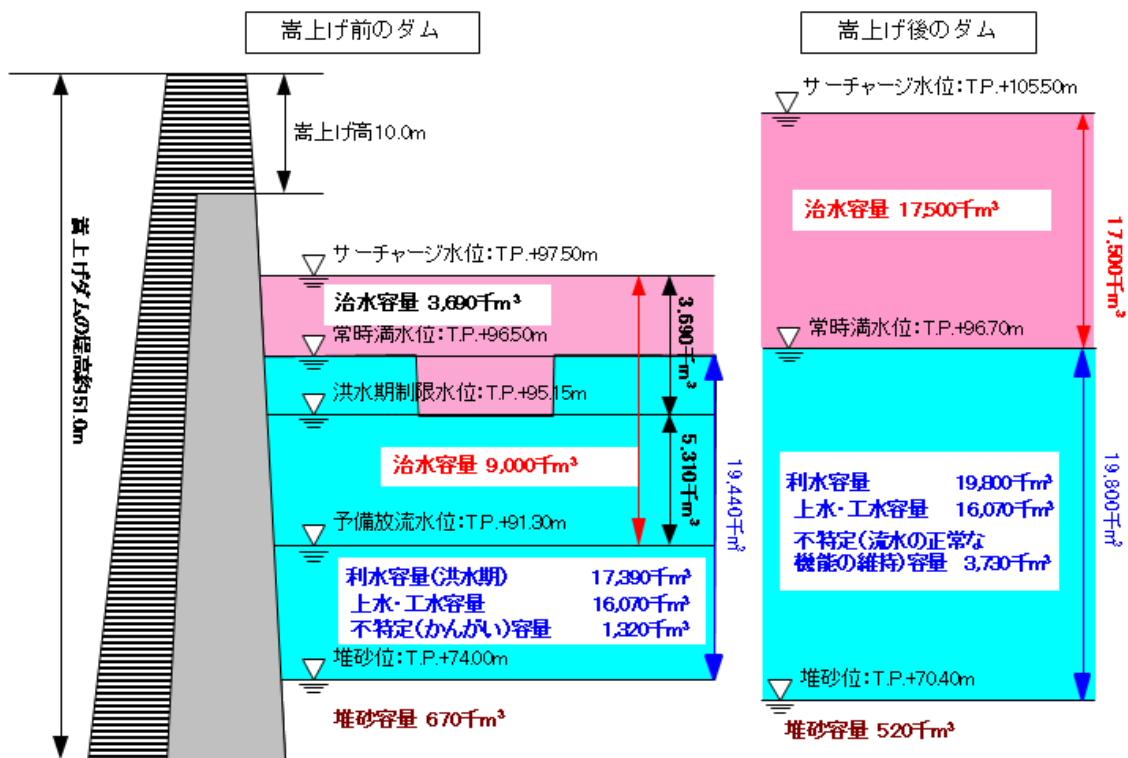 嵩上げ前のダム
嵩上げ後のダム
嵩上げ高10.0m
嵩上げダムの堤高約51.0m
サーチャージ水位:T.P.+97.50m
治水容量 3,690千m³
常時満水位:T.P.+96.50m
洪水期制限水位:T.P.+95.15m
治水容量 9,000千m³
予備放流水位:T.P.+91.30m
利水容量(洪水期) 17,390千m³
上水・工水容量 16,070千m³
不特定(かんがい)容量 1,320千m³
堆砂位:T.P.+74.00m
堆砂容量 670千m³
3,690千m³
5,310千m³
19,440千m³
サーチャージ水位:T.P.+105.50m
治水容量 17,500千m³
17,500千m³
常時満水位:T.P.+96.70m
利水容量 19,800千m³
上水・工水容量 16,070千m³
不特定(流水の正常な
機能の維持)容量 3,730千m³
19,800千m³
堆砂位:T.P.+70.40m
堆砂容量 520千m³